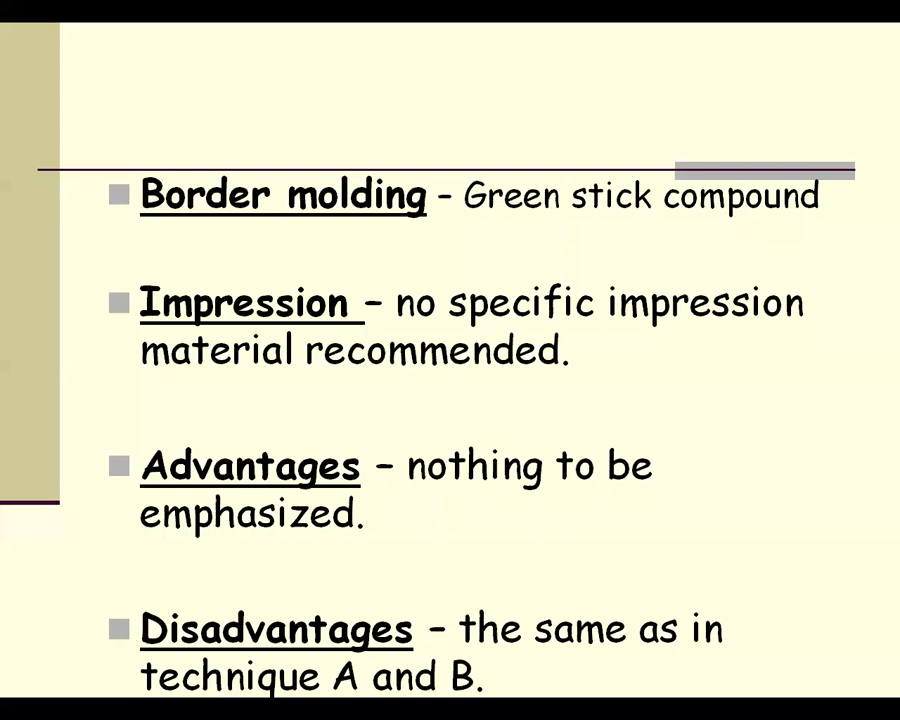 Border molding – Green stick compound
Impression – no specific impression
material recommended.
Advantages – nothing to be
emphasized.
Disadvantages – the same as in
technique A and B.